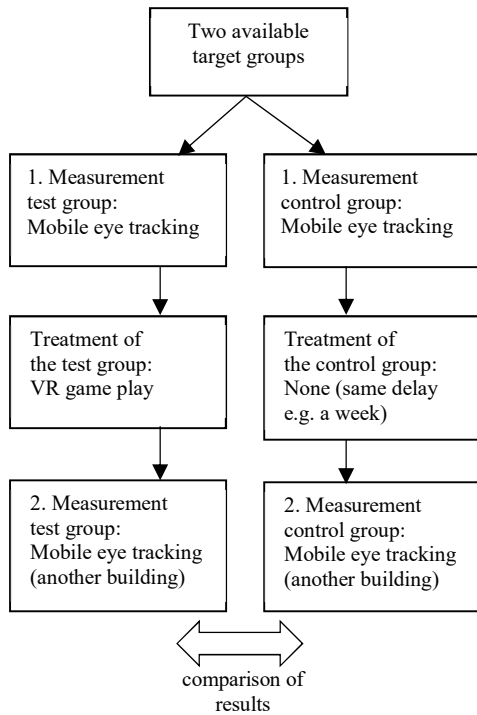 Two available
target groups
1. Measurement
test group:
Mobile eye tracking
1. Measurement
control group:
Mobile eye tracking
Treatment of
the test group:
VR game play
Treatment of
the control group:
None (same delay
e.g. a week)
2. Measurement
test group:
Mobile eye tracking
(another building)
2. Measurement
control group:
Mobile eye tracking
(another building)
comparison of
results